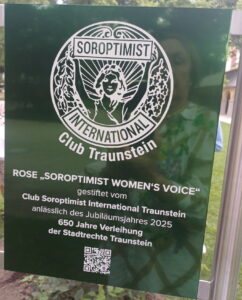 SOROPTIMIST
INTERNATIONAL
Club Traunstein
ROSE „SOROPTIMIST WOMEN'S VOICE“
gestiftet vom
Club Soroptimist International Traunstein
anlässlich des Jubiläumsjahres 2025
650 Jahre Verleihung
der Stadtrechte Traunstein